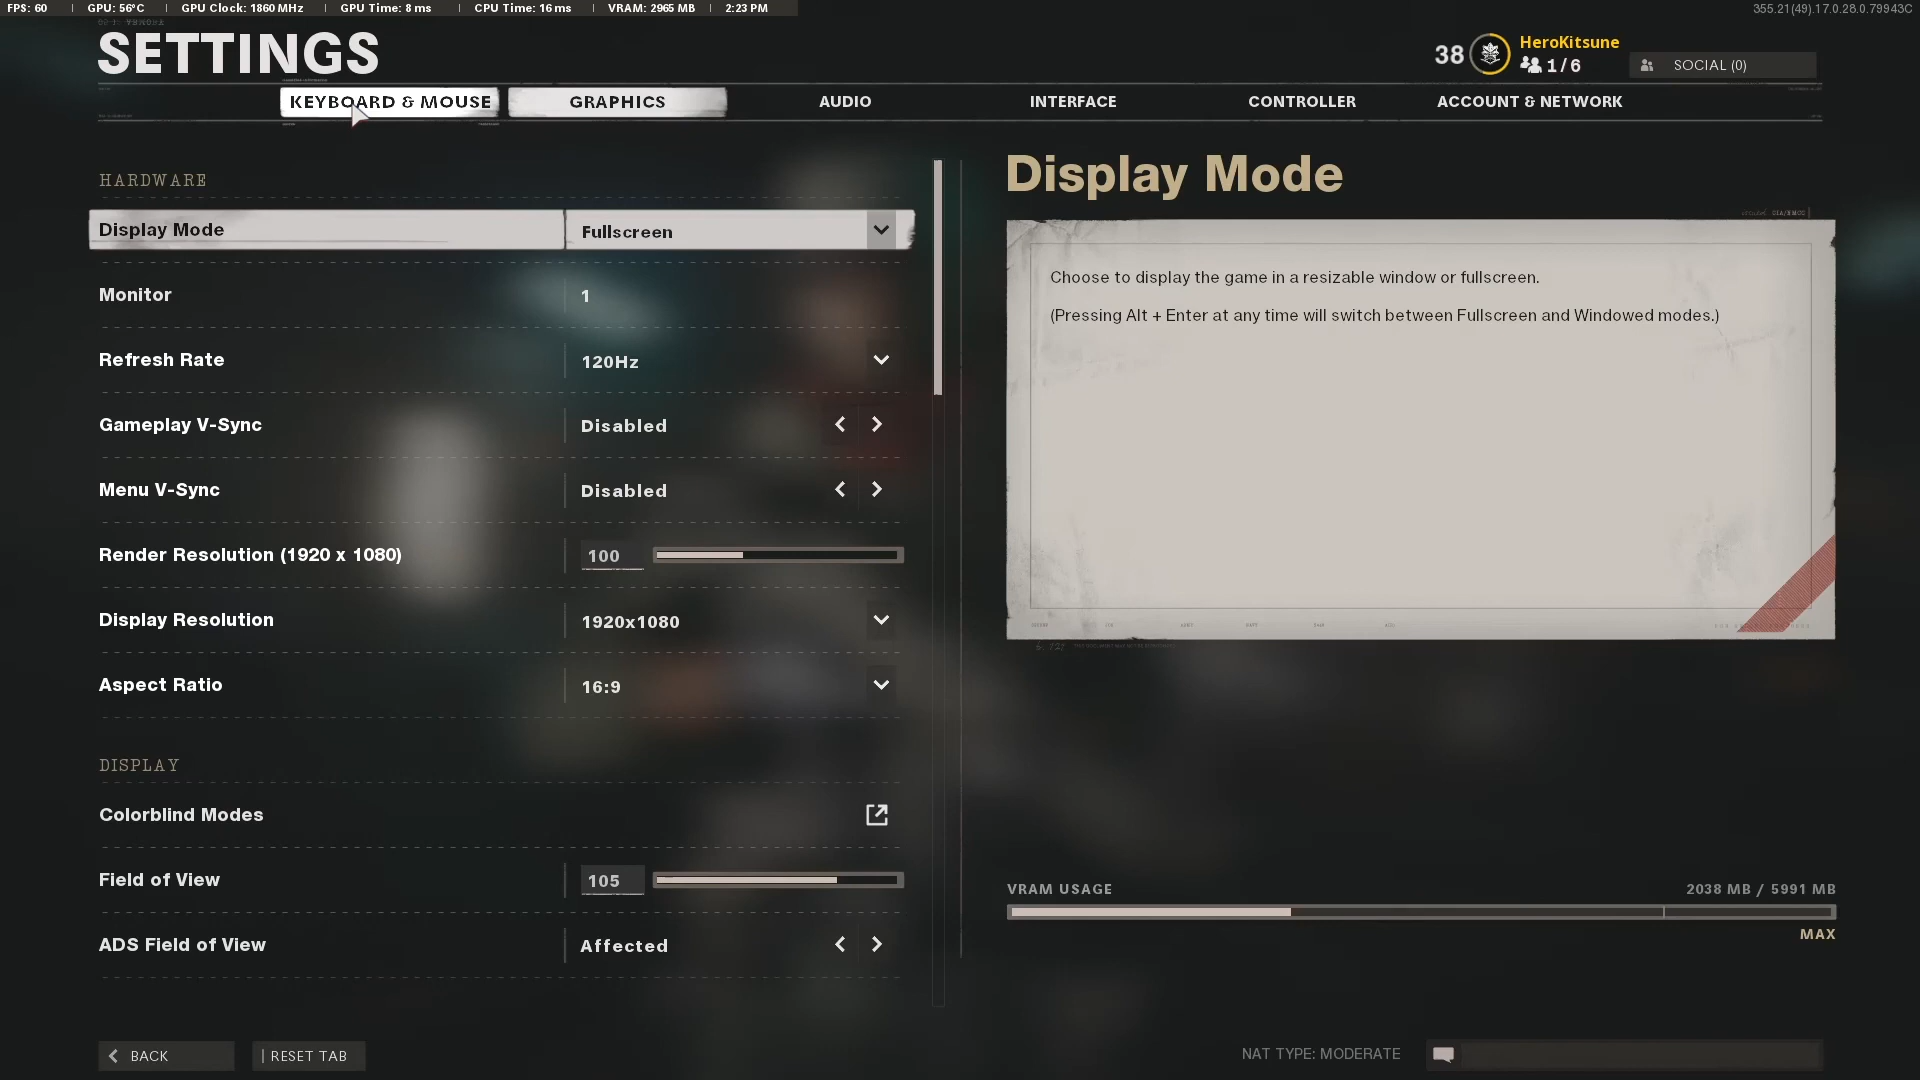 FPS: 60 | GPU: 56°C | GPU Clock: 1860 MHz | GPU Time: 8 ms | CPU Time: 16 ms | VRAM: 2965 MB | 2:23 PM
355.21(49).17.0.28.0.79943C
SETTINGS
38
HeroKitsune
1/6
SOCIAL (0)
KEYBOARD & MOUSE
GRAPHICS
AUDIO
INTERFACE
CONTROLLER
ACCOUNT & NETWORK
HARDWARE
Display Mode
Fullscreen
Monitor
1
Refresh Rate
120Hz
Gameplay V-Sync
Disabled
Menu V-Sync
Disabled
Render Resolution (1920 x 1080)
100
Display Resolution
1920x1080
Aspect Ratio
16:9
DISPLAY
Colorblind Modes
Field of View
105
ADS Field of View
Affected
Display Mode
Choose to display the game in a resizable window or fullscreen.
(Pressing Alt + Enter at any time will switch between Fullscreen and Windowed modes.)
VRAM USAGE
2038 MB / 5991 MB
MAX
BACK
RESET TAB
NAT TYPE: MODERATE